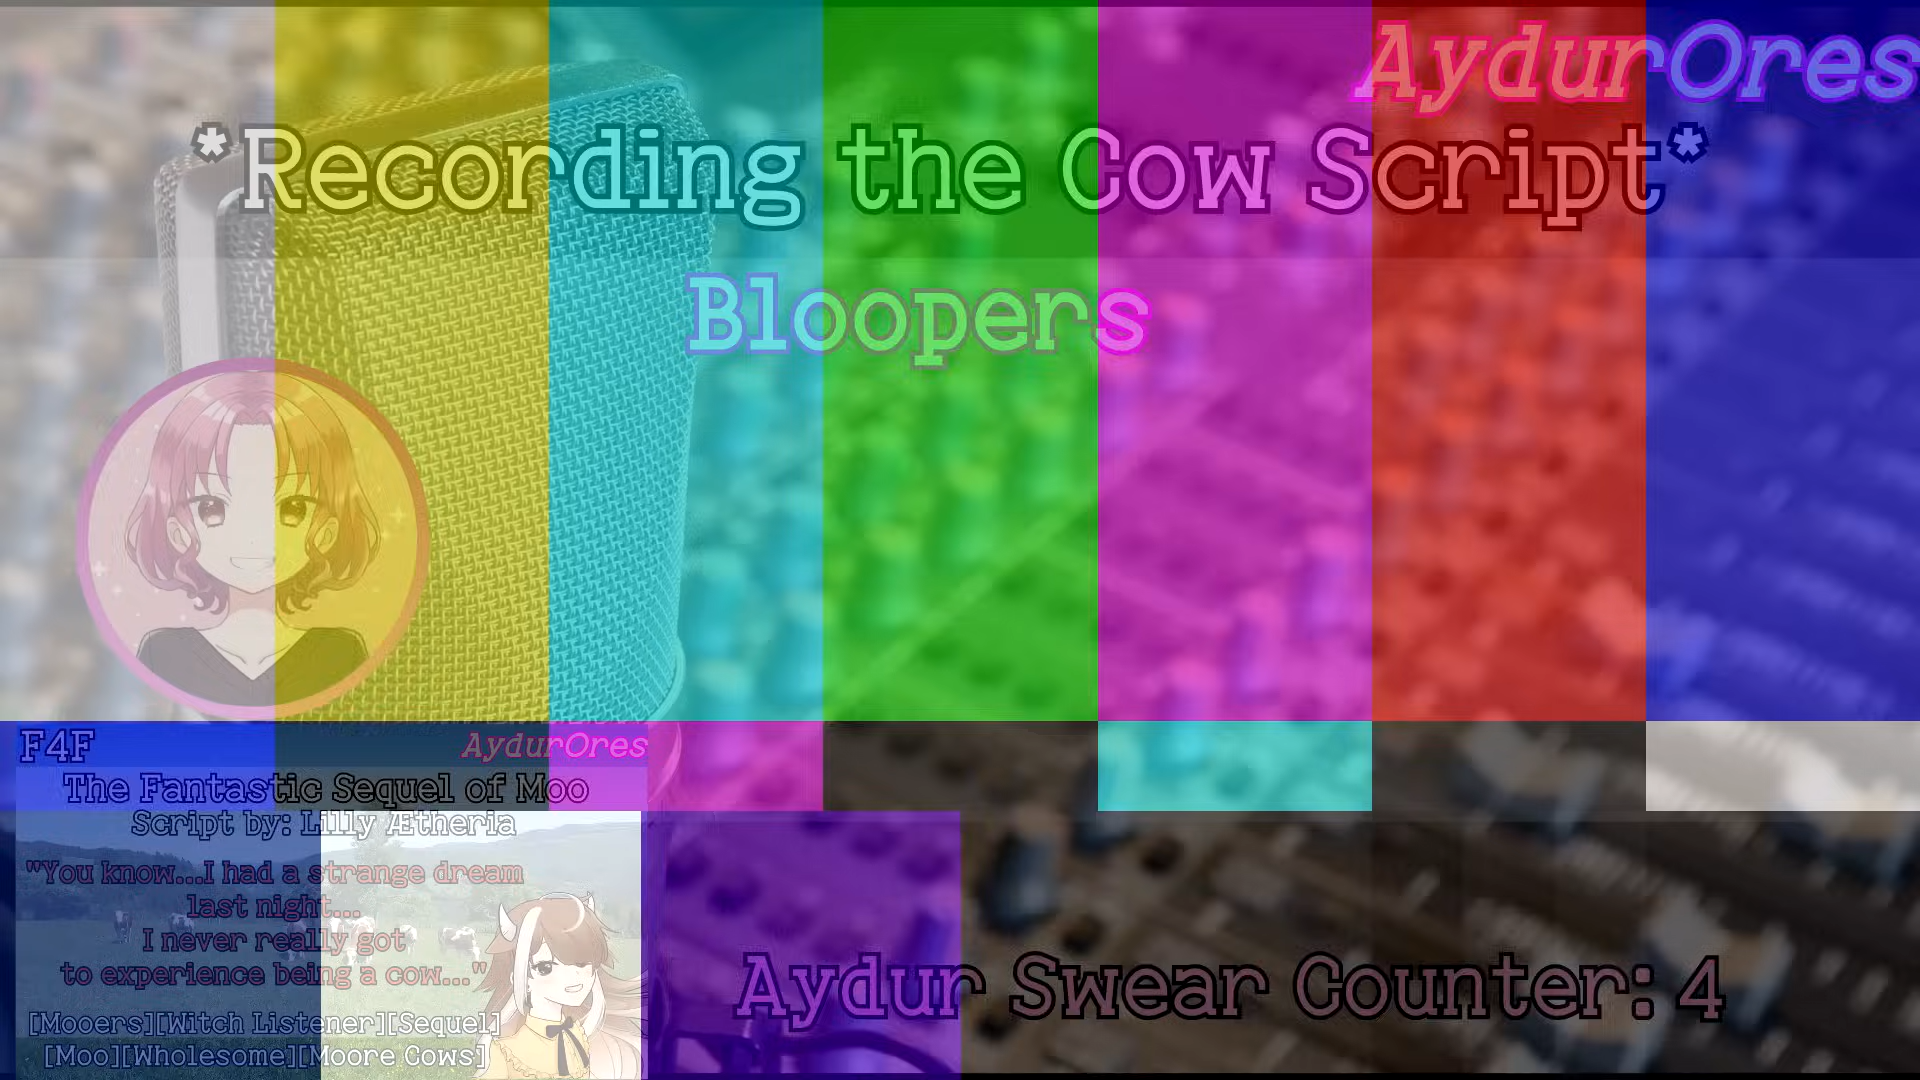 AydurOres
*Recording the Cow Script*
Bloopers
F4F
AydurOres
The Fantastic Sequel of Moo
Script by: Lilly Ætheria
"You know...I had a strange dream
last night...
I never really got
to experience being a cow..."
[Mooers][Witch Listener][Sequel]
[Moo][Wholesome][Moore Cows]
Aydur Swear Counter: 4